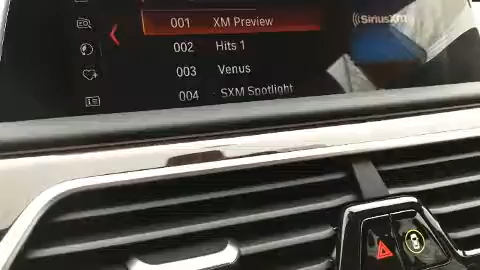 001 XM Preview
SiriusXM
002 Hits 1
003 Venus
004 SXM Spotlight